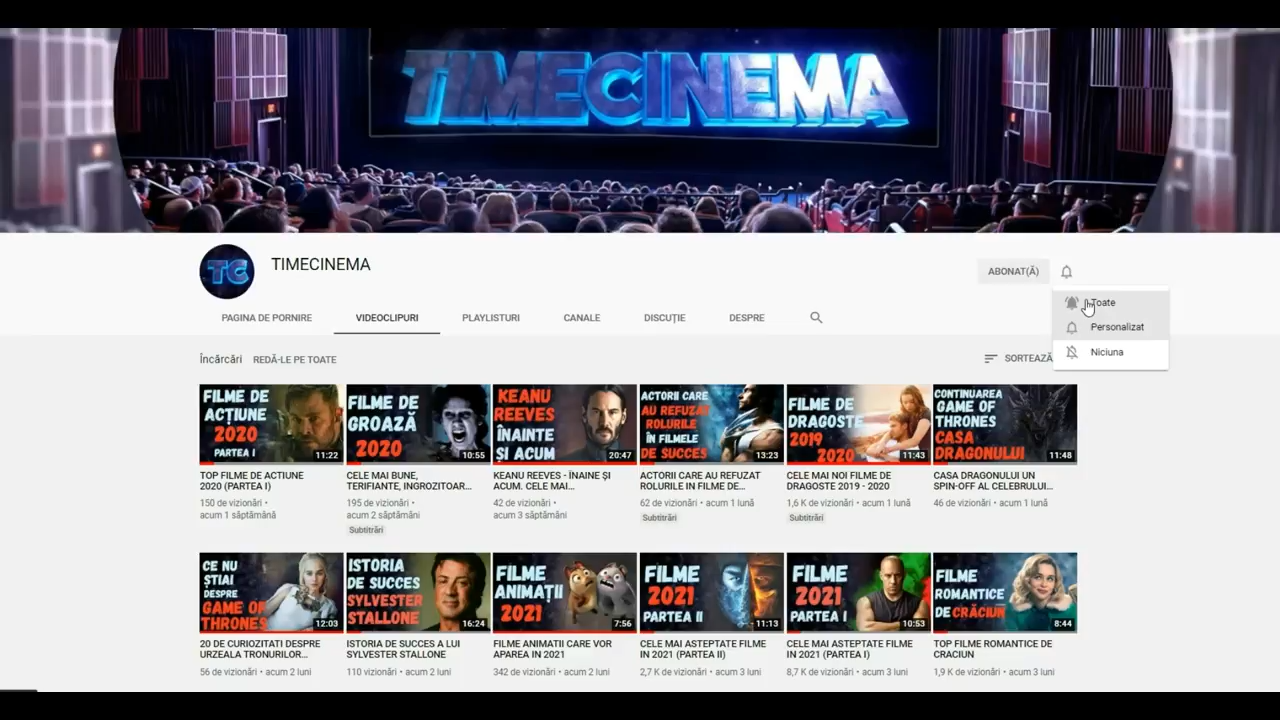 TIMECINEMA
TC
TIMECINEMA
ABONAT(Ă)
PAGINA DE PORNIRE
VIDEOCLIPURI
PLAYLISTURI
CANALE
DISCUȚIE
DESPRE
Toate
Personalizat
Niciuna
Încărcări
REDĂ-LE PE TOATE
SORTEAZĂ
FILME DE
ACȚIUNE
2020
PARTEA I
11:22
TOP FILME DE ACTIUNE
2020 (PARTEA I)
150 de vizionări •
acum 1 săptămână
FILME DE
GROAZĂ
2020
10:55
CELE MAI BUNE,
TERIFIANTE, INGROZITOAR...
195 de vizionări •
acum 2 săptămâni
Subtitrări
KEANU
REEVES
ÎNAINTE
ȘI ACUM
20:47
KEANU REEVES - ÎNAINE ȘI
ACUM. CELE MAI...
42 de vizionări •
acum 3 săptămâni
ACTORII CARE
AU REFUZAT
ROLURILE
ÎN FILMELE
DE SUCCES
13:23
ACTORII CARE AU REFUZAT
ROLURILE IN FILME DE...
62 de vizionări • acum 1 lună
Subtitrări
FILME DE
DRAGOSTE
2019
2020
11:43
CELE MAI NOI FILME DE
DRAGOSTE 2019 - 2020
1,6 K de vizionări • acum 1 lună
Subtitrări
CONTINUAREA
GAME OF
THRONES
CASA
DRAGONULUI
11:48
CASA DRAGONULUI UN
SPIN-OFF AL CELEBRULUI...
46 de vizionări • acum 1 lună
CE NU
ȘTIAI
DESPRE
GAME OF
THRONES
12:03
20 DE CURIOZITATI DESPRE
URZEALA TRONURILOR...
56 de vizionări • acum 2 luni
ISTORIA
DE SUCCES
SYLVESTER
STALLONE
16:24
ISTORIA DE SUCCES A LUI
SYLVESTER STALLONE
110 vizionări • acum 2 luni
FILME
ANIMAȚII
2021
7:56
FILME ANIMATII CARE VOR
APAREA IN 2021
342 de vizionări • acum 2 luni
FILME
2021
PARTEA II
11:13
CELE MAI ASTEPTATE FILME
IN 2021 (PARTEA II)
2,7 K de vizionări • acum 3 luni
FILME
2021
PARTEA I
10:53
CELE MAI ASTEPTATE FILME
IN 2021 (PARTEA I)
8,7 K de vizionări • acum 3 luni
FILME
ROMANTICE
DE CRĂCIUN
8:44
TOP FILME ROMANTICE DE
CRACIUN
1,9 K de vizionări • acum 3 luni